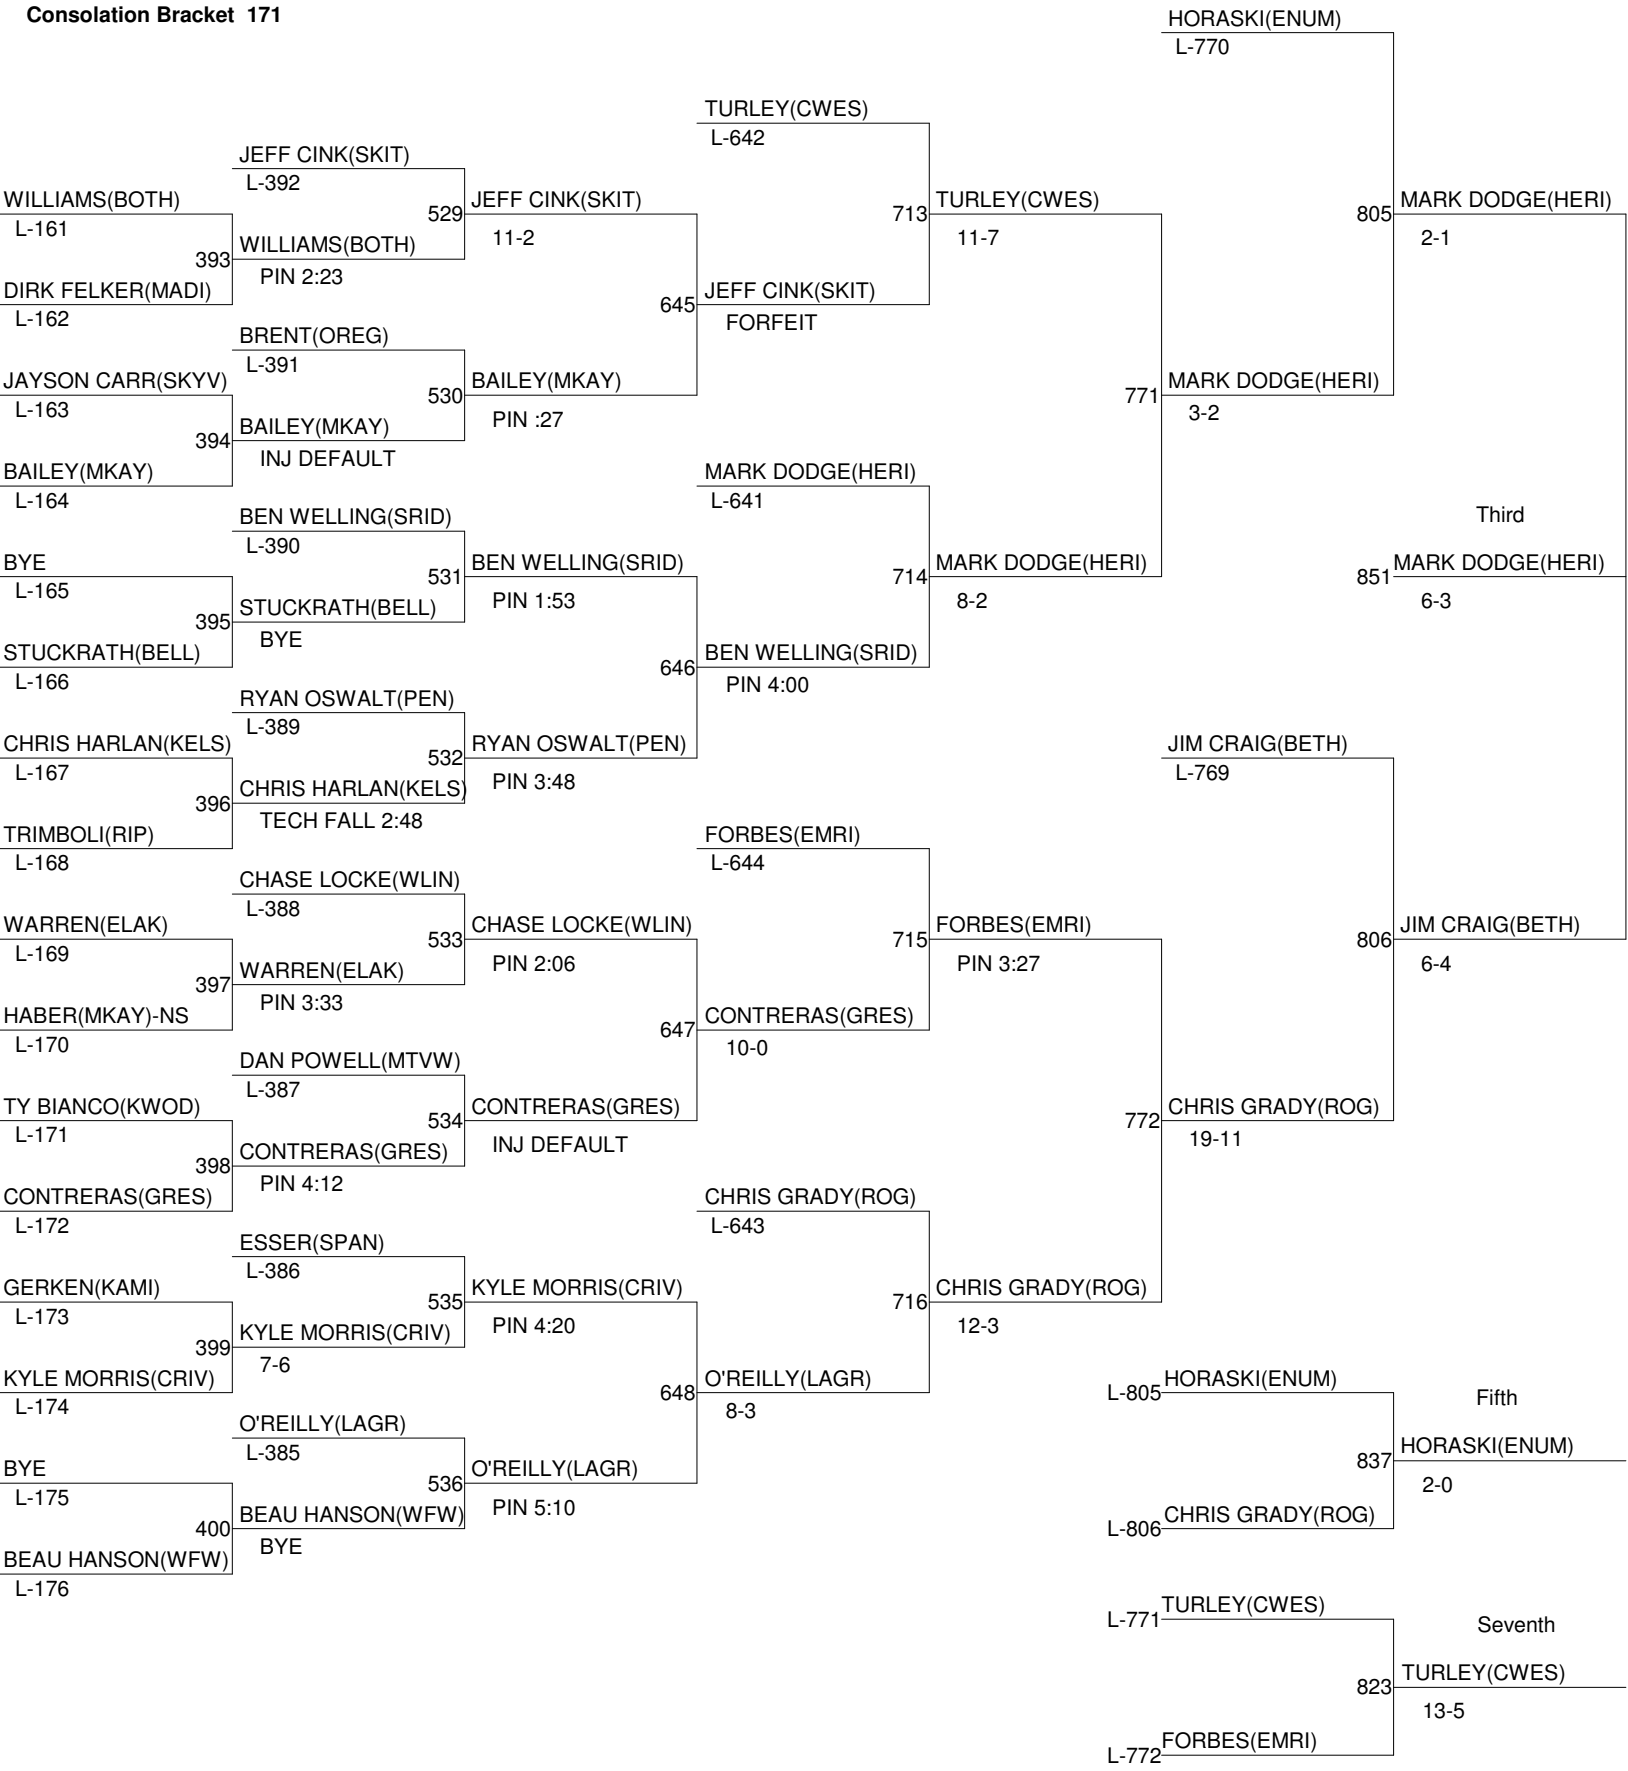 Consolation Bracket 171
WILLIAMS(BOTH)
L-161
DIRK FELKER(MADI)
L-162
JAYSON CARR(SKYV)
L-163
BAILEY(MKAY)
L-164
BYE
L-165
STUCKRATH(BELL)
L-166
CHRIS HARLAN(KELS)
L-167
TRIMBOLI(RIP)
L-168
WARREN(ELAK)
L-169
HABER(MKAY)-NS
L-170
TY BIANCO(KWOD)
L-171
CONTRERAS(GRES)
L-172
GERKEN(KAMI)
L-173
KYLE MORRIS(CRIV)
L-174
BYE
L-175
BEAU HANSON(WFW)
L-176
JEFF CINK(SKIT)
L-392
393 WILLIAMS(BOTH)
PIN 2:23
BRENT(OREG)
L-391
394 BAILEY(MKAY)
INJ DEFAULT
BEN WELLING(SRID)
L-390
395 STUCKRATH(BELL)
BYE
RYAN OSWALT(PEN)
L-389
396 CHRIS HARLAN(KELS)
TECH FALL 2:48
CHASE LOCKE(WLIN)
L-388
397 WARREN(ELAK)
PIN 3:33
DAN POWELL(MTVW)
L-387
398 CONTRERAS(GRES)
PIN 4:12
ESSER(SPAN)
L-386
399 KYLE MORRIS(CRIV)
7-6
O'REILLY(LAGR)
L-385
400 BEAU HANSON(WFW)
BYE
529 JEFF CINK(SKIT)
11-2
530 BAILEY(MKAY)
PIN :27
531 BEN WELLING(SRID)
PIN 1:53
532 RYAN OSWALT(PEN)
PIN 3:48
533 CHASE LOCKE(WLIN)
PIN 2:06
534 CONTRERAS(GRES)
INJ DEFAULT
535 KYLE MORRIS(CRIV)
PIN 4:20
536 O'REILLY(LAGR)
PIN 5:10
TURLEY(CWES)
L-642
645 JEFF CINK(SKIT)
FORFEIT
MARK DODGE(HERI)
L-641
646 BEN WELLING(SRID)
PIN 4:00
FORBES(EMRI)
L-644
647 CONTRERAS(GRES)
10-0
CHRIS GRADY(ROG)
L-643
648 O'REILLY(LAGR)
8-3
713 TURLEY(CWES)
11-7
714 MARK DODGE(HERI)
8-2
715 FORBES(EMRI)
PIN 3:27
716 CHRIS GRADY(ROG)
12-3
HORASKI(ENUM)
L-770
771 MARK DODGE(HERI)
3-2
JIM CRAIG(BETH)
L-769
772 CHRIS GRADY(ROG)
19-11
805 MARK DODGE(HERI)
2-1
Third
851 MARK DODGE(HERI)
6-3
806 JIM CRAIG(BETH)
6-4
L-805 HORASKI(ENUM)
Fifth
837 HORASKI(ENUM)
2-0
L-806 CHRIS GRADY(ROG)
L-771 TURLEY(CWES)
Seventh
823 TURLEY(CWES)
13-5
L-772 FORBES(EMRI)